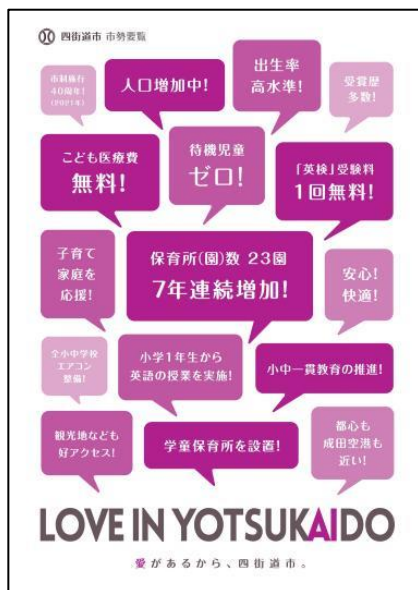 四街道市 市勢要覧
市制施行
40周年!
(2021年)
人口増加中!
出生率
高水準!
受賞歴
多数!
こども医療費
無料!
待機児童
ゼロ!
「英検」受験料
1回無料!
子育て
家庭を
応援!
保育所(園)数 23園
7年連続増加!
安心!
快適!
全小中学校
エアコン
整備!
小学1年生から
英語の授業を実施!
小中一貫教育の推進!
観光地なども
好アクセス!
学童保育所を設置!
都心も
成田空港も
近い!
LOVE IN YOTSUKAIDO
愛があるから、四街道市。